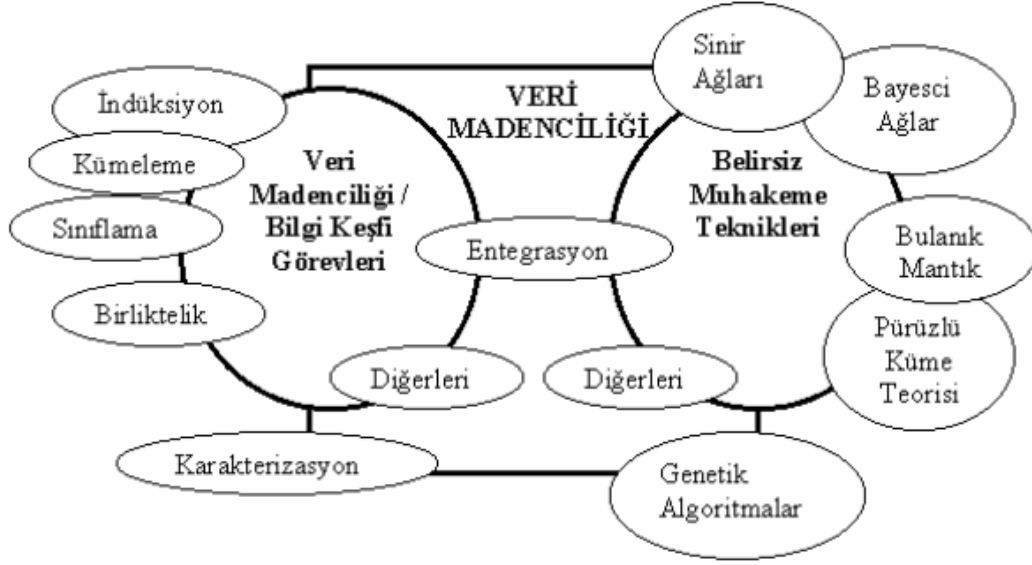 Sinir
Ağları
VERİ
MADENCİLİĞİ
Bayesci
Ağlar
İndüksiyon
Kümeleme
Sınıflama
Birliktelik
Veri
Madenciliği /
Bilgi Keşfi
Görevleri
Entegrasyon
Belirsiz
Muhakeme
Teknikleri
Bulanık
Mantık
Pürüzlü
Küme
Teorisi
Diğerleri
Diğerleri
Karakterizasyon
Genetik
Algoritmalar